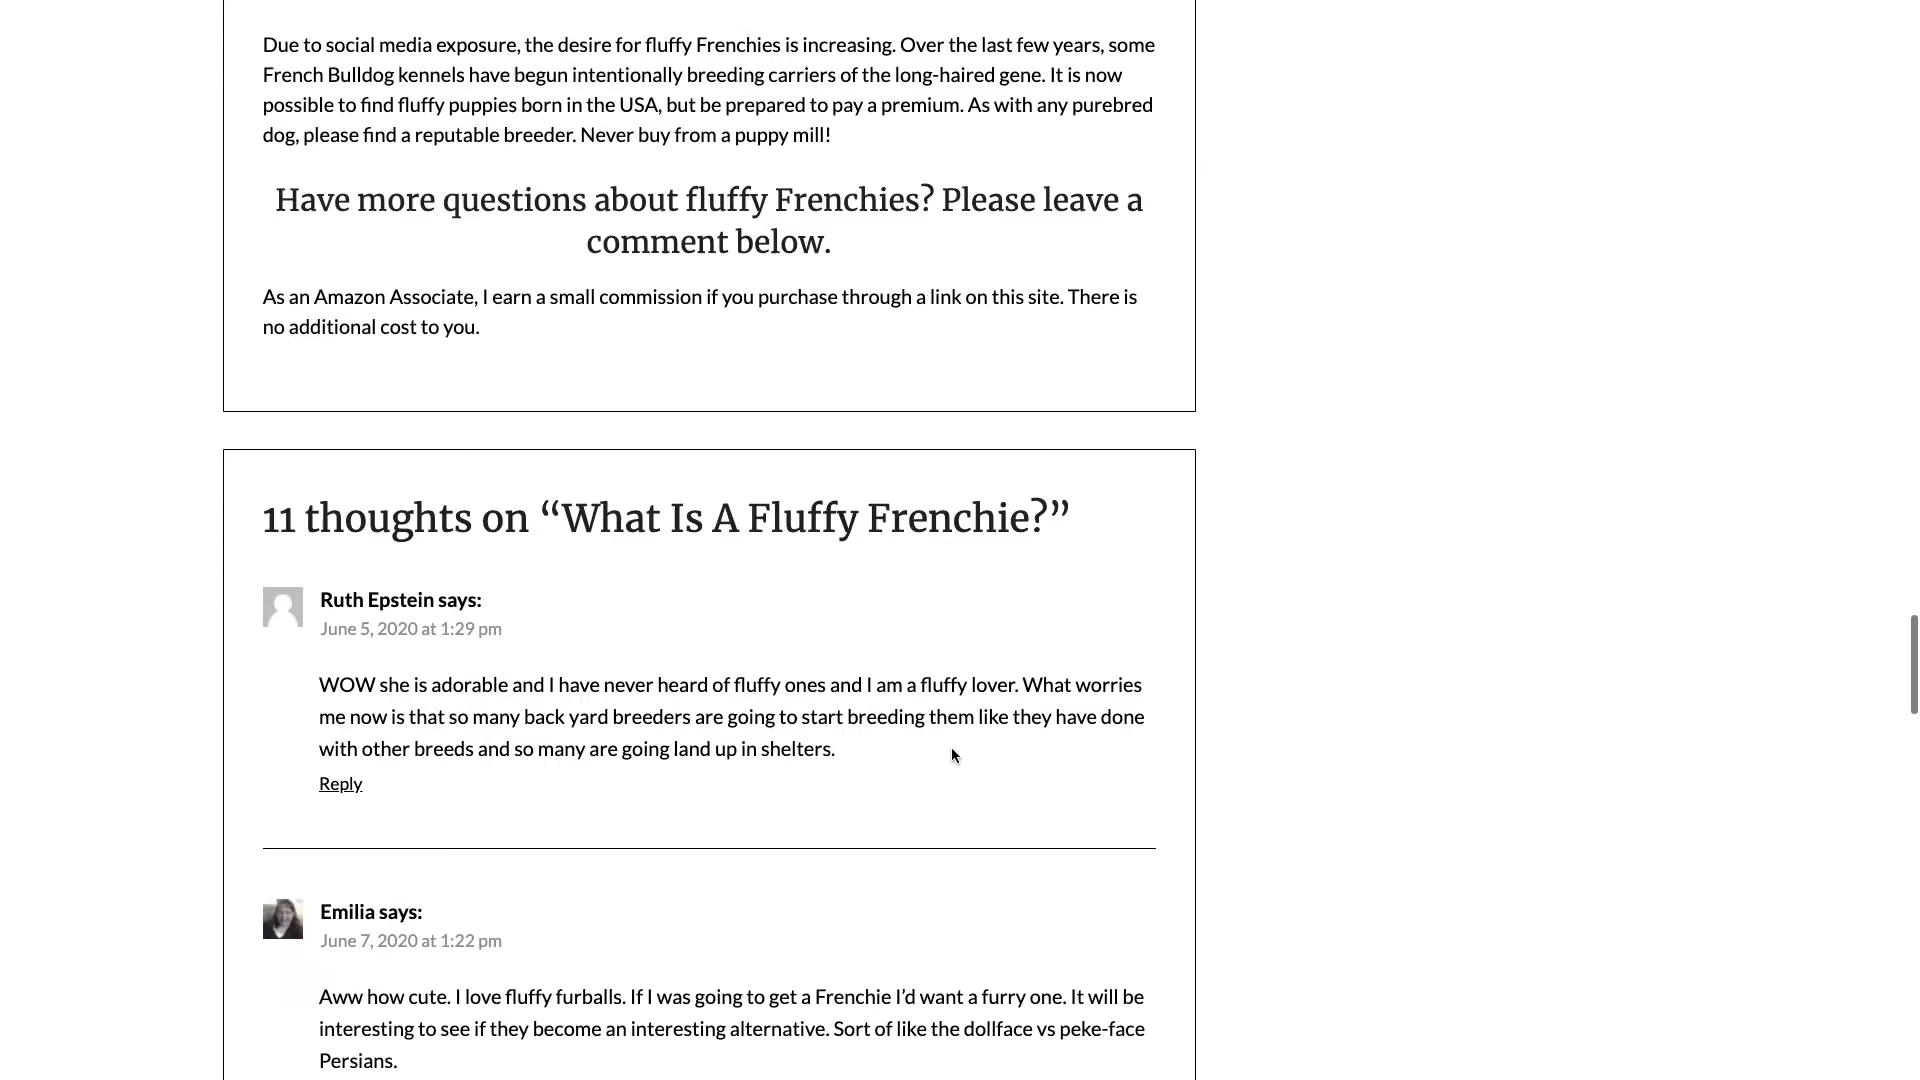 Due to social media exposure, the desire for fluffy Frenchies is increasing. Over the last few years, some
French Bulldog kennels have begun intentionally breeding carriers of the long-haired gene. It is now
possible to find fluffy puppies born in the USA, but be prepared to pay a premium. As with any purebred
dog, please find a reputable breeder. Never buy from a puppy mill!
Have more questions about fluffy Frenchies? Please leave a
comment below.
As an Amazon Associate, I earn a small commission if you purchase through a link on this site. There is
no additional cost to you.
11 thoughts on “What Is A Fluffy Frenchie?”
Ruth Epstein says:
June 5, 2020 at 1:29 pm
WOW she is adorable and I have never heard of fluffy ones and I am a fluffy lover. What worries
me now is that so many back yard breeders are going to start breeding them like they have done
with other breeds and so many are going land up in shelters.
Reply
Emilia says:
June 7, 2020 at 1:22 pm
Aww how cute. I love fluffy furballs. If I was going to get a Frenchie I’d want a furry one. It will be
interesting to see if they become an interesting alternative. Sort of like the dollface vs peke-face
Persians.